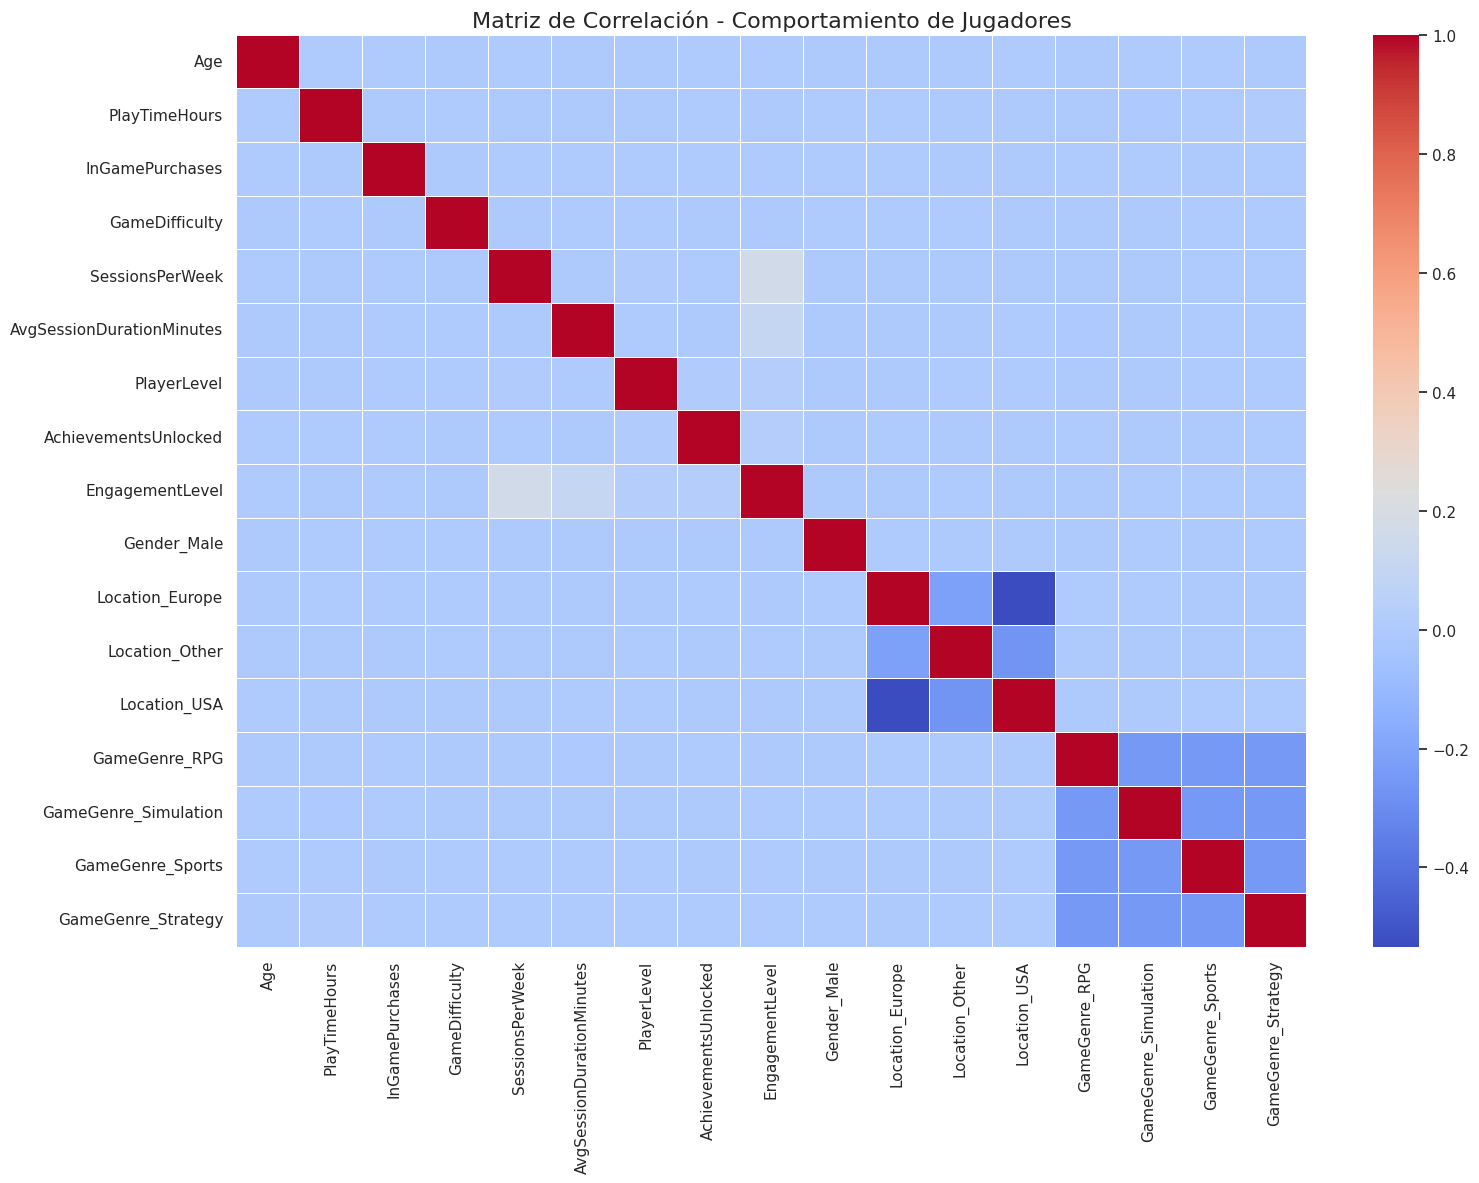 Matriz de Correlación - Comportamiento de Jugadores
Age
PlayTimeHours
InGamePurchases
GameDifficulty
SessionsPerWeek
AvgSessionDurationMinutes
PlayerLevel
AchievementsUnlocked
EngagementLevel
Gender_Male
Location_Europe
Location_Other
Location_USA
GameGenre_RPG
GameGenre_Simulation
GameGenre_Sports
GameGenre_Strategy
Age
PlayTimeHours
InGamePurchases
GameDifficulty
SessionsPerWeek
AvgSessionDurationMinutes
PlayerLevel
AchievementsUnlocked
EngagementLevel
Gender_Male
Location_Europe
Location_Other
Location_USA
GameGenre_RPG
GameGenre_Simulation
GameGenre_Sports
GameGenre_Strategy
1.0
0.8
0.6
0.4
0.2
0.0
−0.2
−0.4